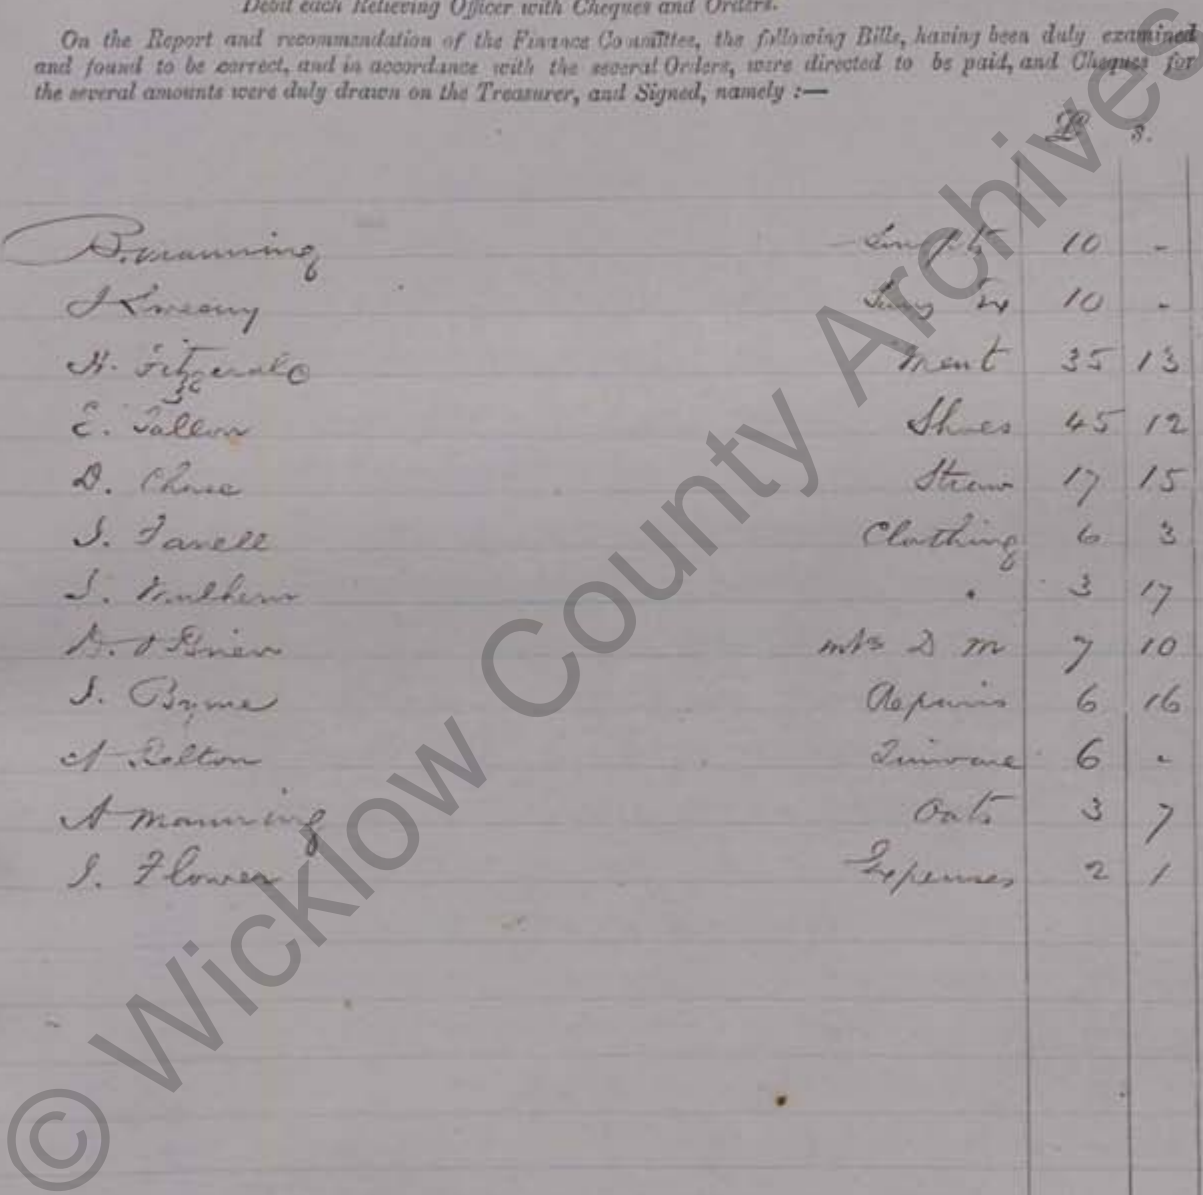 Debit each Relieving Officer with Cheques and Orders.
On the Report and recommendation of the Finance Committee, the following Bills, having been duly examined
and found to be correct, and in accordance with the several Orders, were directed to be paid, and Cheques for
the several amounts were duly drawn on the Treasurer, and Signed, namely :—
£ s.
B. Manning 10 -
10 -
H. Fitzgerald Meat 35 13
E. Tallon Shoes 45 12
D. Chase Straw 17 15
J. Farrell Clothing 6 3
J. " 3 17
D. O'Brien D M 7 10
J. Byrne Repairs 6 16
A 6 -
A Manning Oats 3 7
J. Flower Expenses 2 1
© Wicklow County Archives